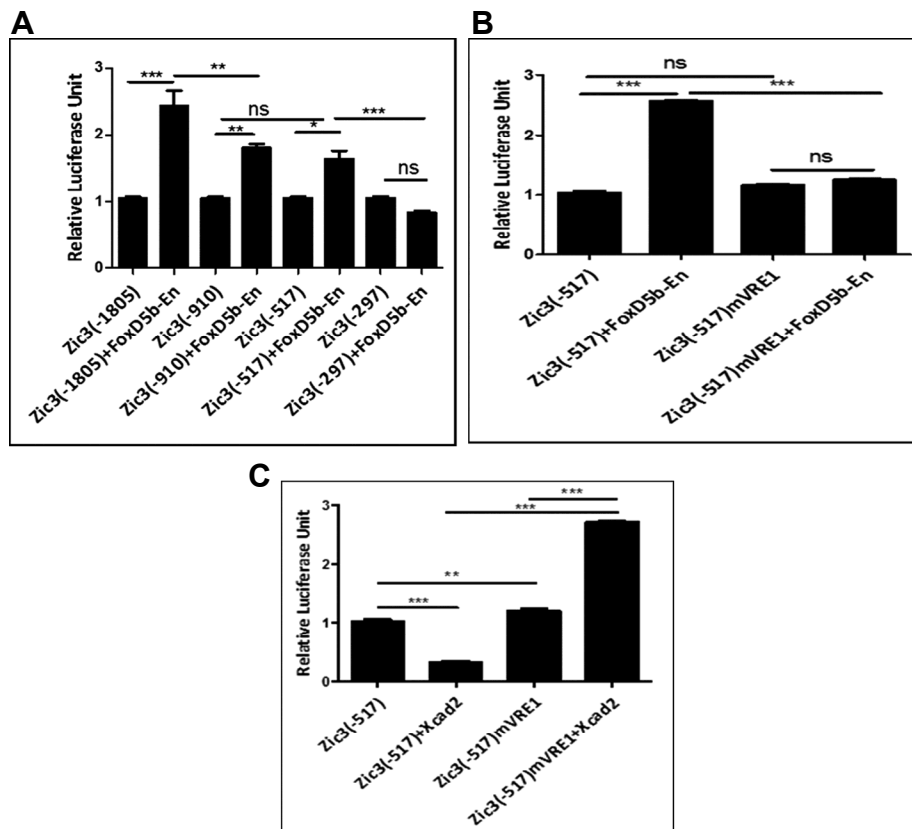 A
Relative Luciferase Unit
3
2
1
0
***
**
ns
**
*
***
ns
Zic3(-1805)
Zic3(-1805)+FoxD5b-En
Zic3(-910)
Zic3(-910)+FoxD5b-En
Zic3(-517)
Zic3(-517)+FoxD5b-En
Zic3(-297)
Zic3(-297)+FoxD5b-En
B
Relative Luciferase Unit
3
2
1
0
ns
***
***
ns
Zic3(-517)
Zic3(-517)+FoxD5b-En
Zic3(-517)mVRE1
Zic3(-517)mVRE1+FoxD5b-En
C
Relative Luciferase Unit
3
2
1
0
***
***
**
***
Zic3(-517)
Zic3(-517)+Xcad2
Zic3(-517)mVRE1
Zic3(-517)mVRE1+Xcad2